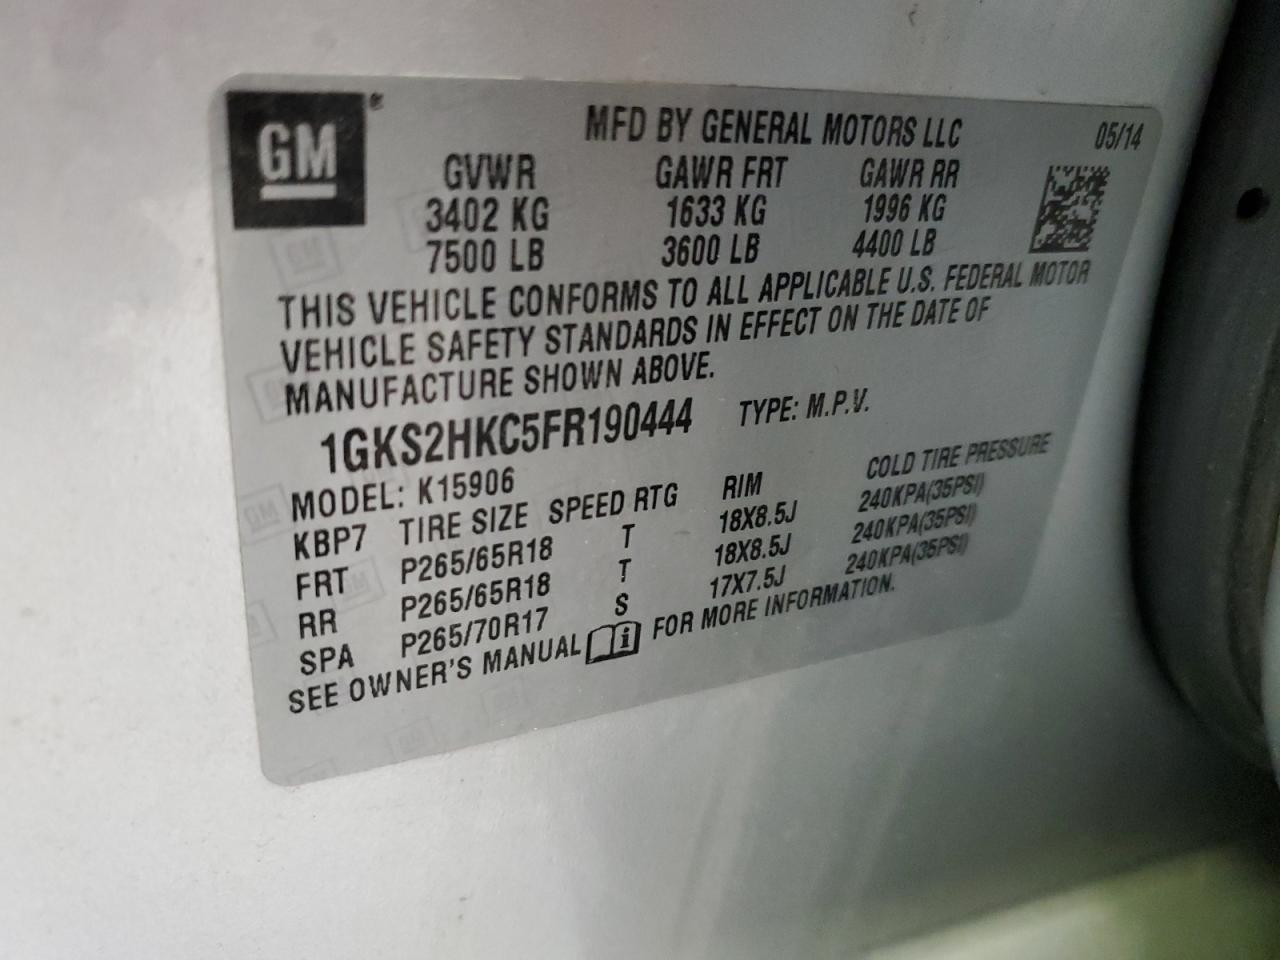 GM ®
MFD BY GENERAL MOTORS LLC 05/14
GVWR GAWR FRT GAWR RR
3402 KG 1633 KG 1996 KG
7500 LB 3600 LB 4400 LB
THIS VEHICLE CONFORMS TO ALL APPLICABLE U.S. FEDERAL MOTOR
VEHICLE SAFETY STANDARDS IN EFFECT ON THE DATE OF
MANUFACTURE SHOWN ABOVE.
1GKS2HKC5FR190444 TYPE: M.P.V.
MODEL: K15906
KBP7 TIRE SIZE SPEED RTG RIM COLD TIRE PRESSURE
FRT P265/65R18 T 18X8.5J 240KPA(35PSI)
RR P265/65R18 T 18X8.5J 240KPA(35PSI)
SPA P265/70R17 S 17X7.5J 240KPA(35PSI)
SEE OWNER'S MANUAL i FOR MORE INFORMATION.